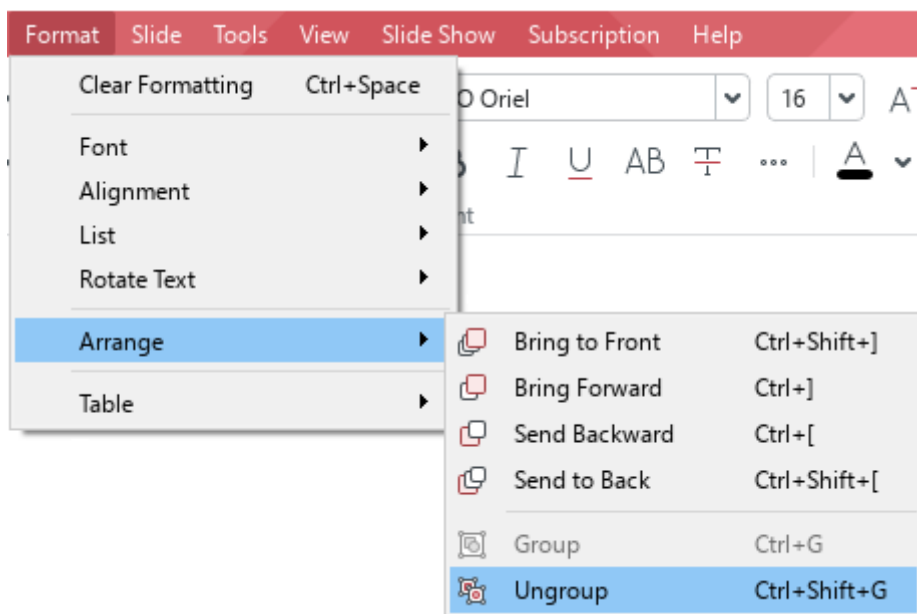 Format Slide Tools View Slide Show Subscription Help
Clear Formatting Ctrl+Space
O Oriel 16 A
Font
I U AB T A
Alignment
List
Rotate Text
Arrange
Bring to Front Ctrl+Shift+]
Bring Forward Ctrl+]
Table
Send Backward Ctrl+[
Send to Back Ctrl+Shift+[
Group Ctrl+G
Ungroup Ctrl+Shift+G